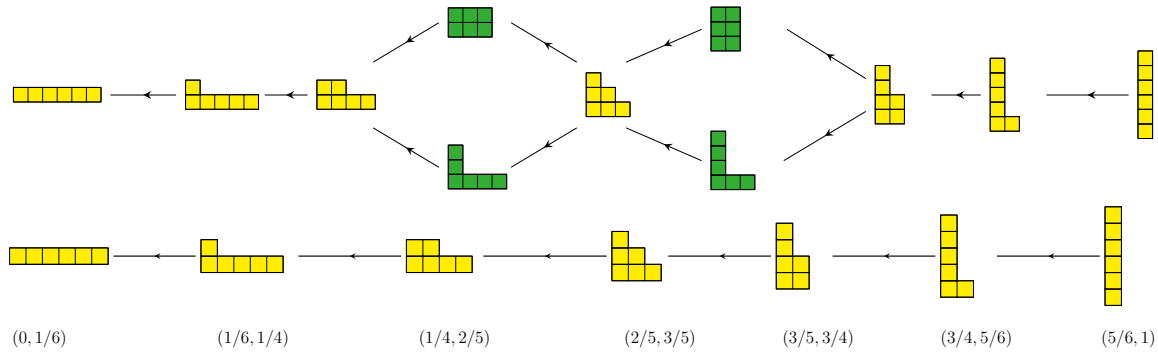 (0, 1/6) (1/6, 1/4) (1/4, 2/5) (2/5, 3/5) (3/5, 3/4) (3/4, 5/6) (5/6, 1)